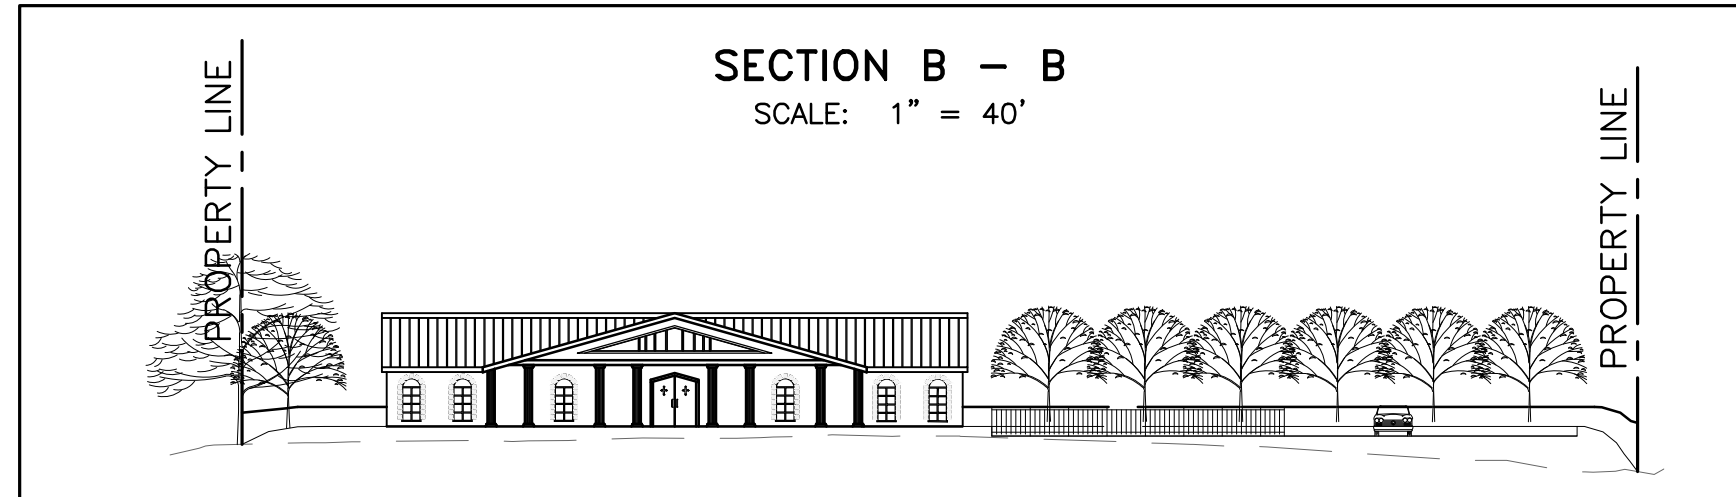 SECTION B - B
SCALE: 1" = 40'
PROPERTY LINE
PROPERTY LINE